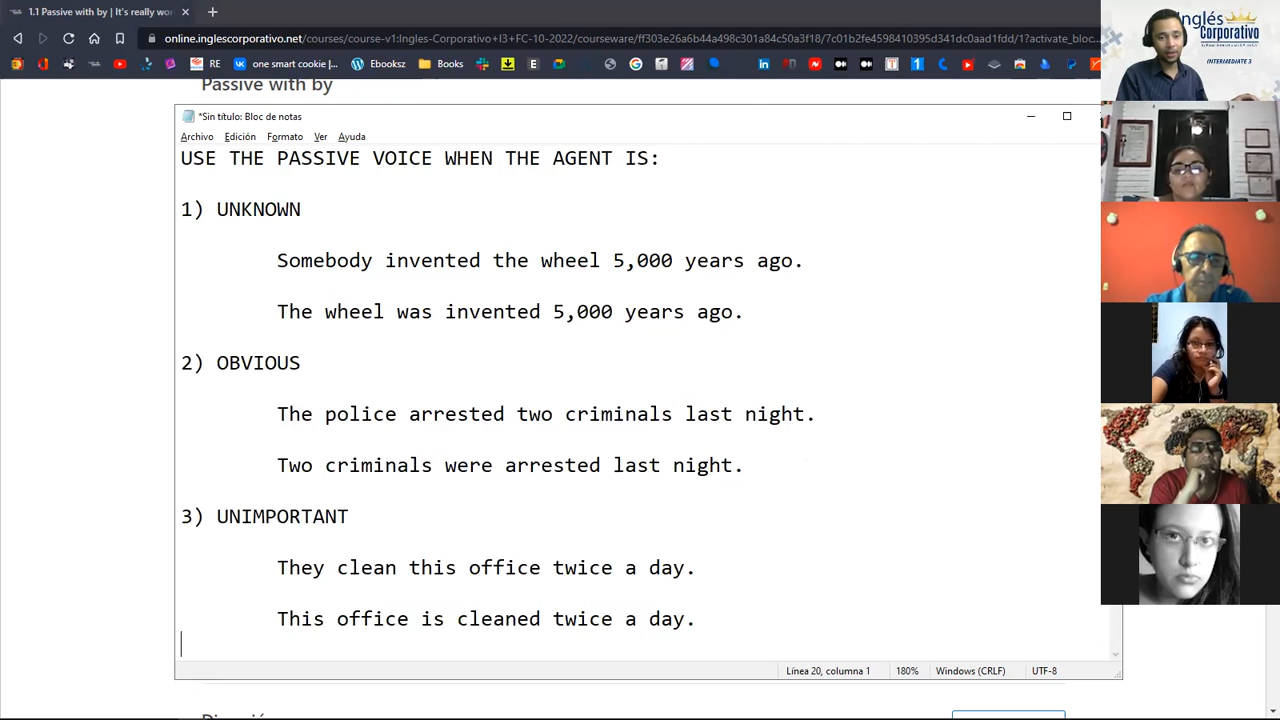 1.1 Passive with by | It's really wo
online.inglescorporativo.net/courses/course-v1:Ingles-Corporativo+I3+FC-100-2022/courseware/ff303e26a6b44a498c301a84c50a3f18/7c01b2fe4598410395d341dc0aad1fdd/1?activate_bloc
RE
one smart cookie |...
Ebooksz
Boo
Passive with by
*Sin título: Bloc de notas
Archivo Edición Formato Ver Ayuda
USE THE PASSIVE VOICE WHEN THE AGENT IS:
1) UNKNOWN
Somebody invented the wheel 5,000 years ago.
The wheel was invented 5,000 years ago.
2) OBVIOUS
The police arrested two criminals last night.
Two criminals were arrested last night.
3) UNIMPORTANT
They clean this office twice a day.
This office is cleaned twice a day.
Línea 20, columna 1 180% Windows (CRLF) UTF-8
Inglés
Corporativo
INTERMEDIATE 3